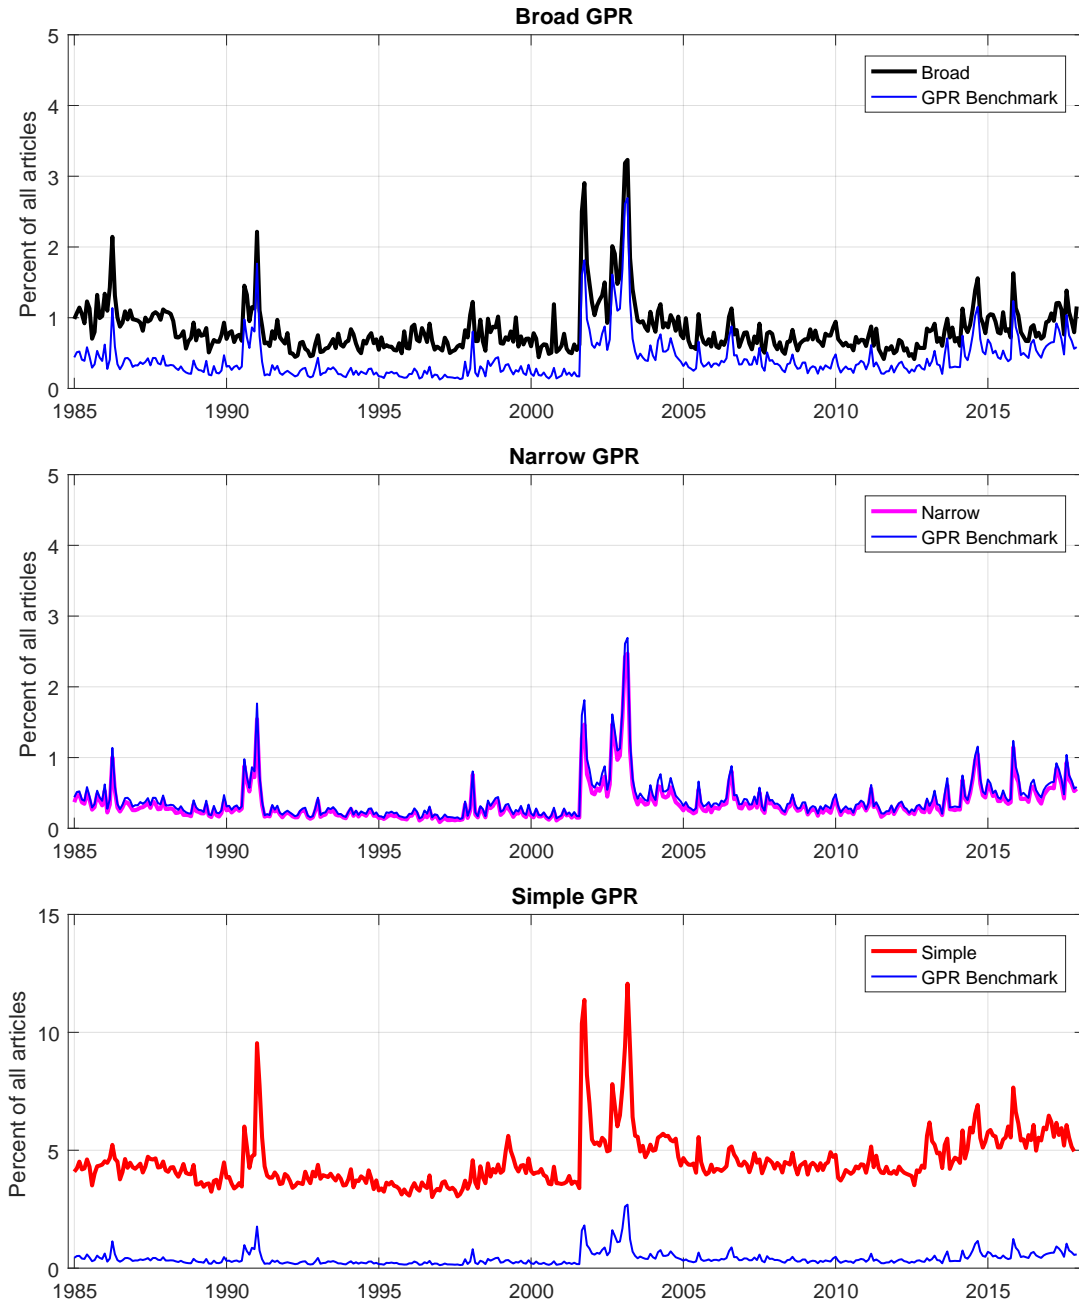 Broad GPR
Percent of all articles
5
4
3
2
1
0
Broad
GPR Benchmark
1985 1990 1995 2000 2005 2010 2015
Narrow GPR
Percent of all articles
5
4
3
2
1
0
Narrow
GPR Benchmark
1985 1990 1995 2000 2005 2010 2015
Simple GPR
Percent of all articles
15
10
5
0
Simple
GPR Benchmark
1985 1990 1995 2000 2005 2010 2015